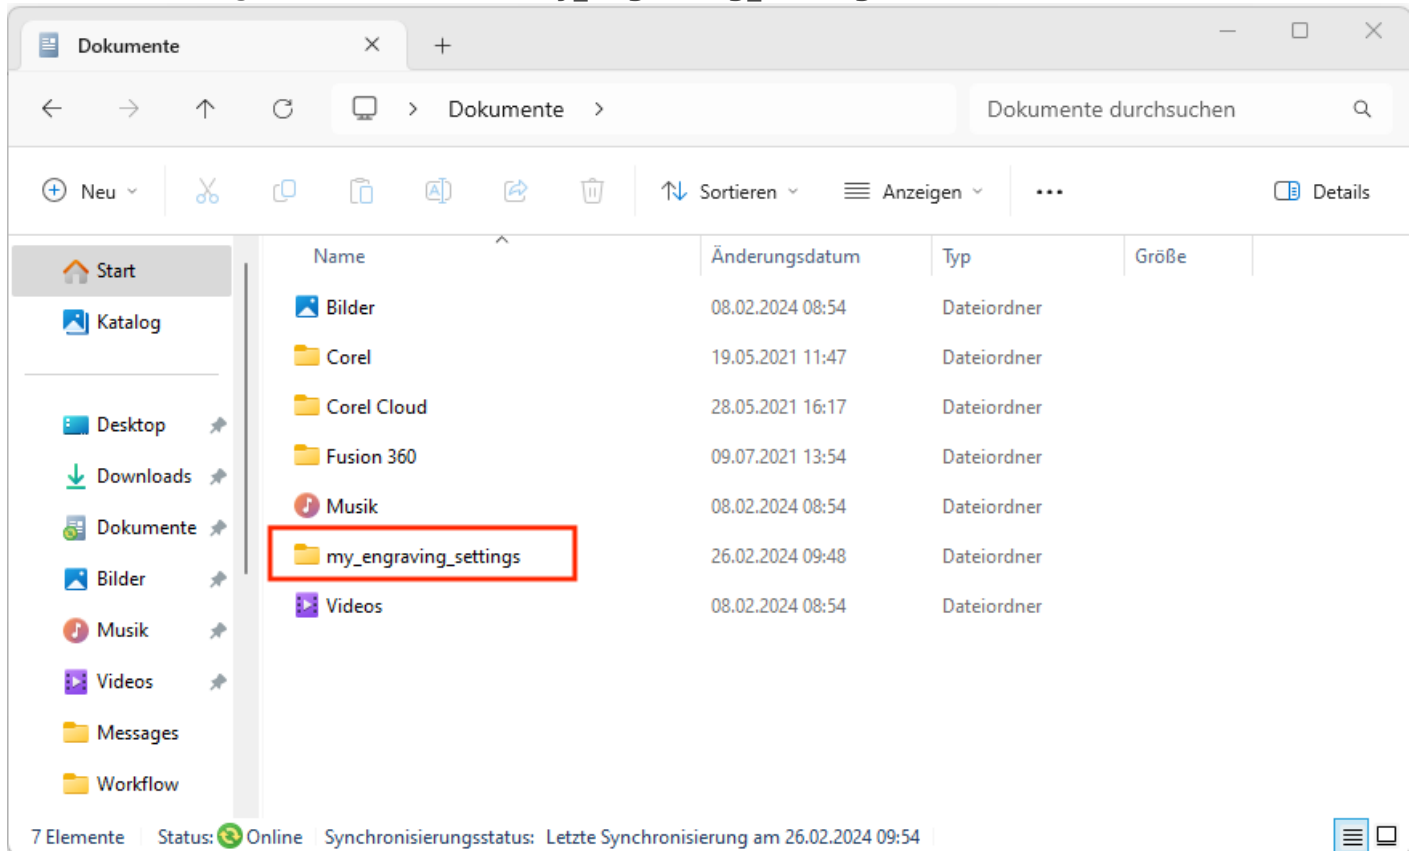 Dokumente
Dokumente
Dokumente durchsuchen
Neu
Sortieren
Anzeigen
Details
Start
Katalog
Desktop
Downloads
Dokumente
Bilder
Musik
Videos
Messages
Workflow
Name Änderungsdatum Typ Größe
Bilder 08.02.2024 08:54 Dateiordner
Corel 19.05.2021 11:47 Dateiordner
Corel Cloud 28.05.2021 16:17 Dateiordner
Fusion 360 09.07.2021 13:54 Dateiordner
Musik 08.02.2024 08:54 Dateiordner
my_engraving_settings 26.02.2024 09:48 Dateiordner
Videos 08.02.2024 08:54 Dateiordner
7 Elemente Status: Online Synchronisierungsstatus: Letzte Synchronisierung am 26.02.2024 09:54